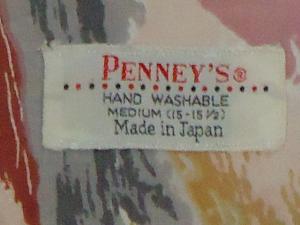 PENNEY'S®
HAND WASHABLE
MEDIUM (15-15½)
Made in Japan